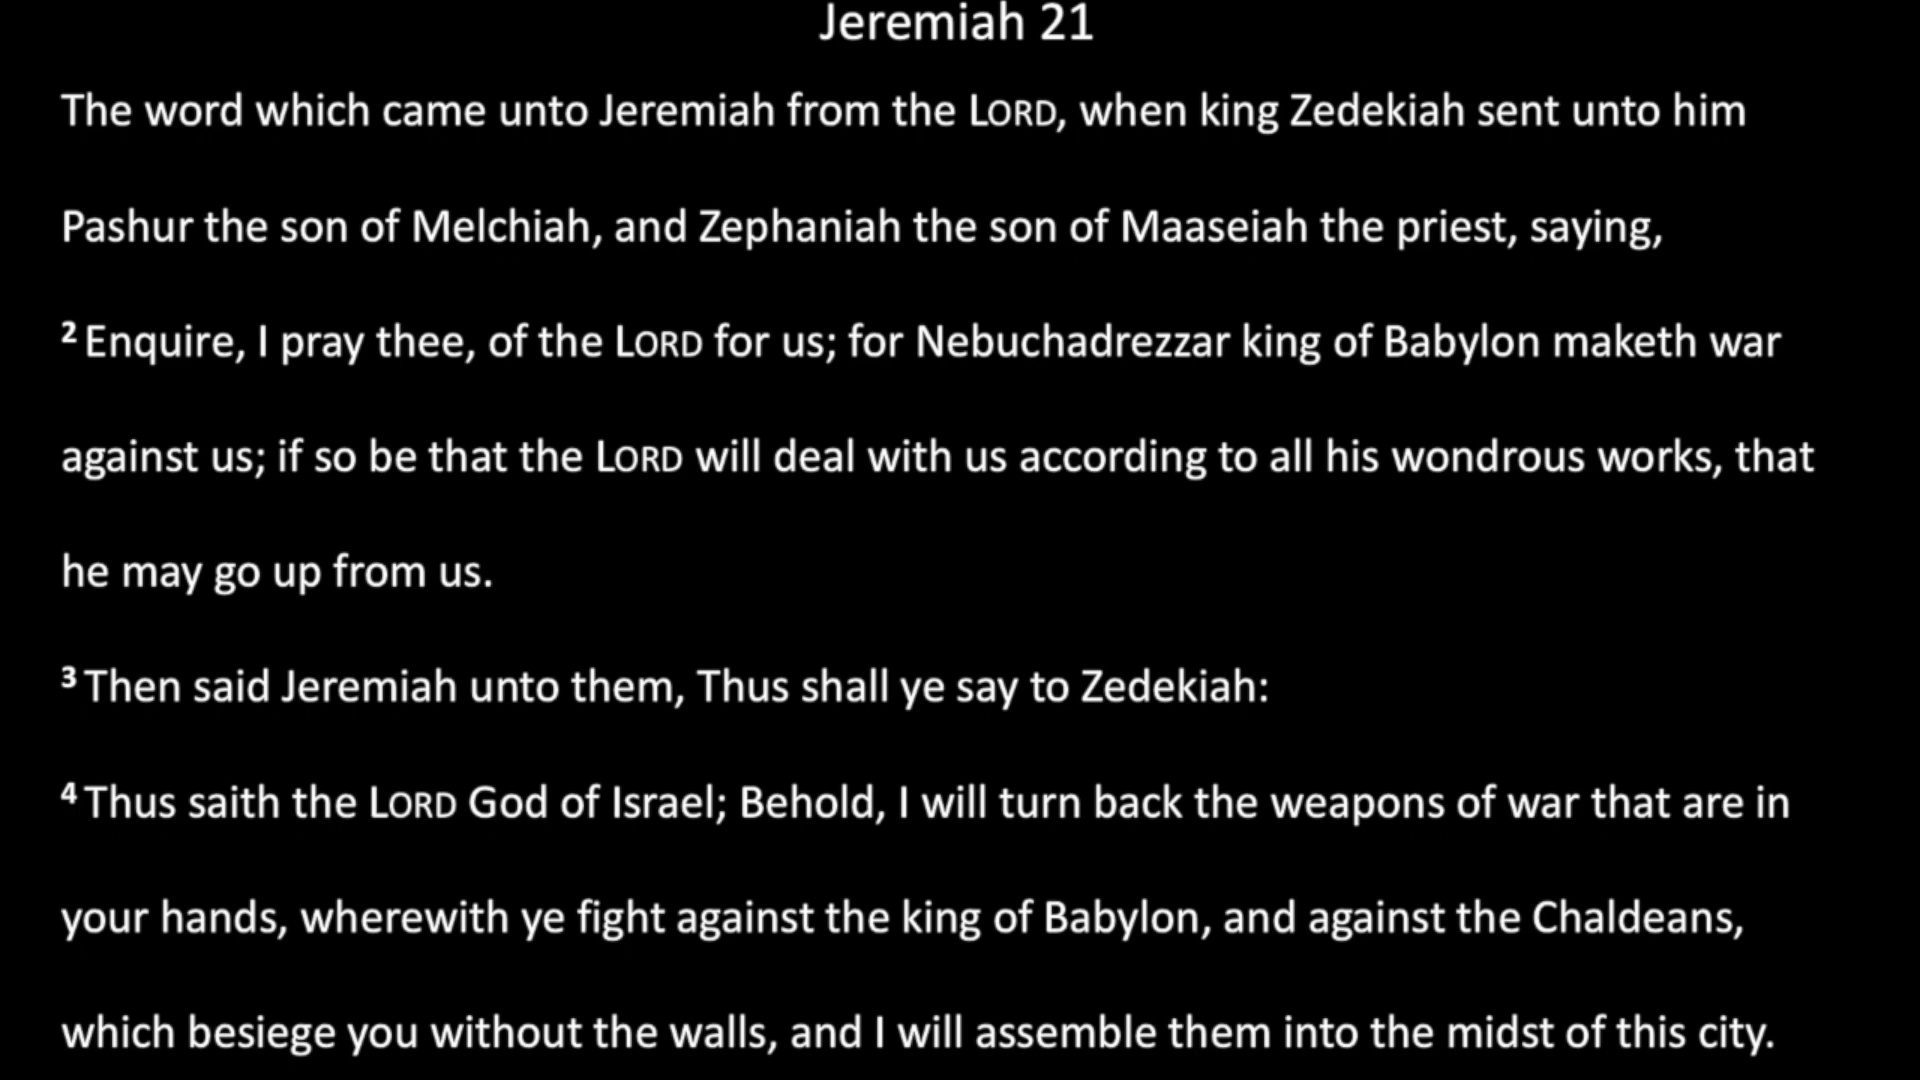 Jeremiah 21
The word which came unto Jeremiah from the LORD, when king Zedekiah sent unto him
Pashur the son of Melchiah, and Zephaniah the son of Maaseiah the priest, saying,
2 Enquire, I pray thee, of the LORD for us; for Nebuchadrezzar king of Babylon maketh war
against us; if so be that the LORD will deal with us according to all his wondrous works, that
he may go up from us.
3 Then said Jeremiah unto them, Thus shall ye say to Zedekiah:
4 Thus saith the LORD God of Israel; Behold, I will turn back the weapons of war that are in
your hands, wherewith ye fight against the king of Babylon, and against the Chaldeans,
which besiege you without the walls, and I will assemble them into the midst of this city.